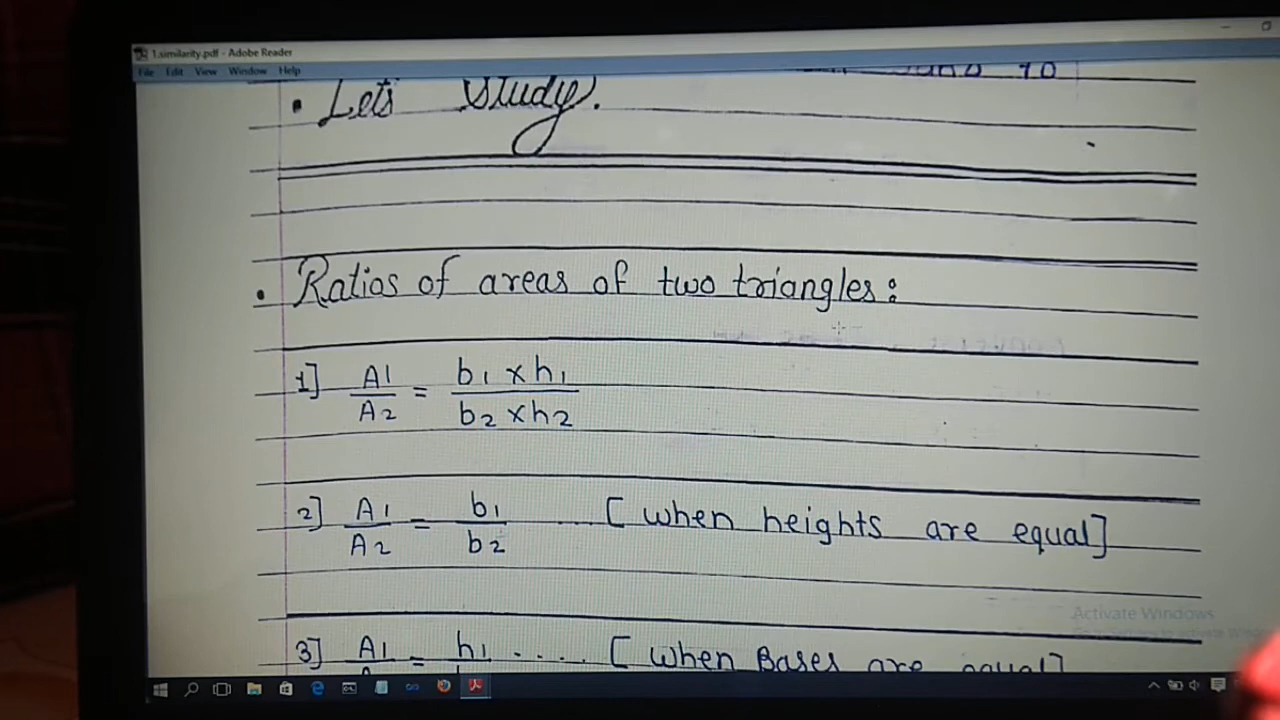 1.similarity.pdf - Adobe Reader
File Edit View Window Help
• Lets study.
• Ratios of areas of two triangles:
1] A1/A2 = b1 × h1 / b2 × h2
2] A1/A2 = b1/b2 .... [ when heights are equal]
3] A1 = h1 ..... [ when Bases are equal]
Activate Windows